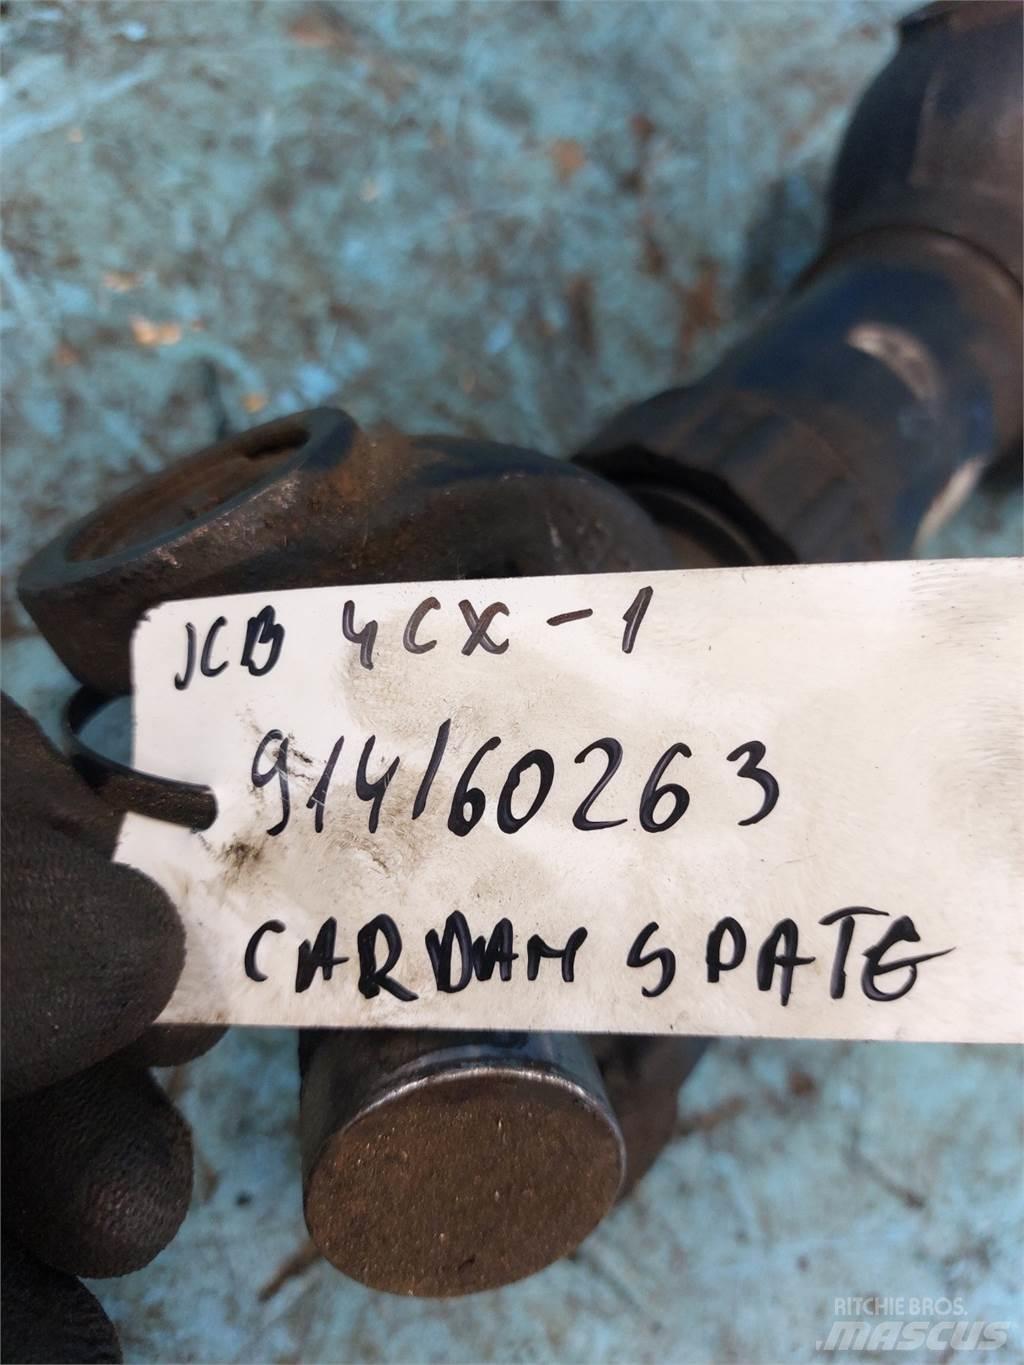 JCB 4CX-1
914/60263
CARDAN SPATE
RITCHIE BROS.
MASCUS